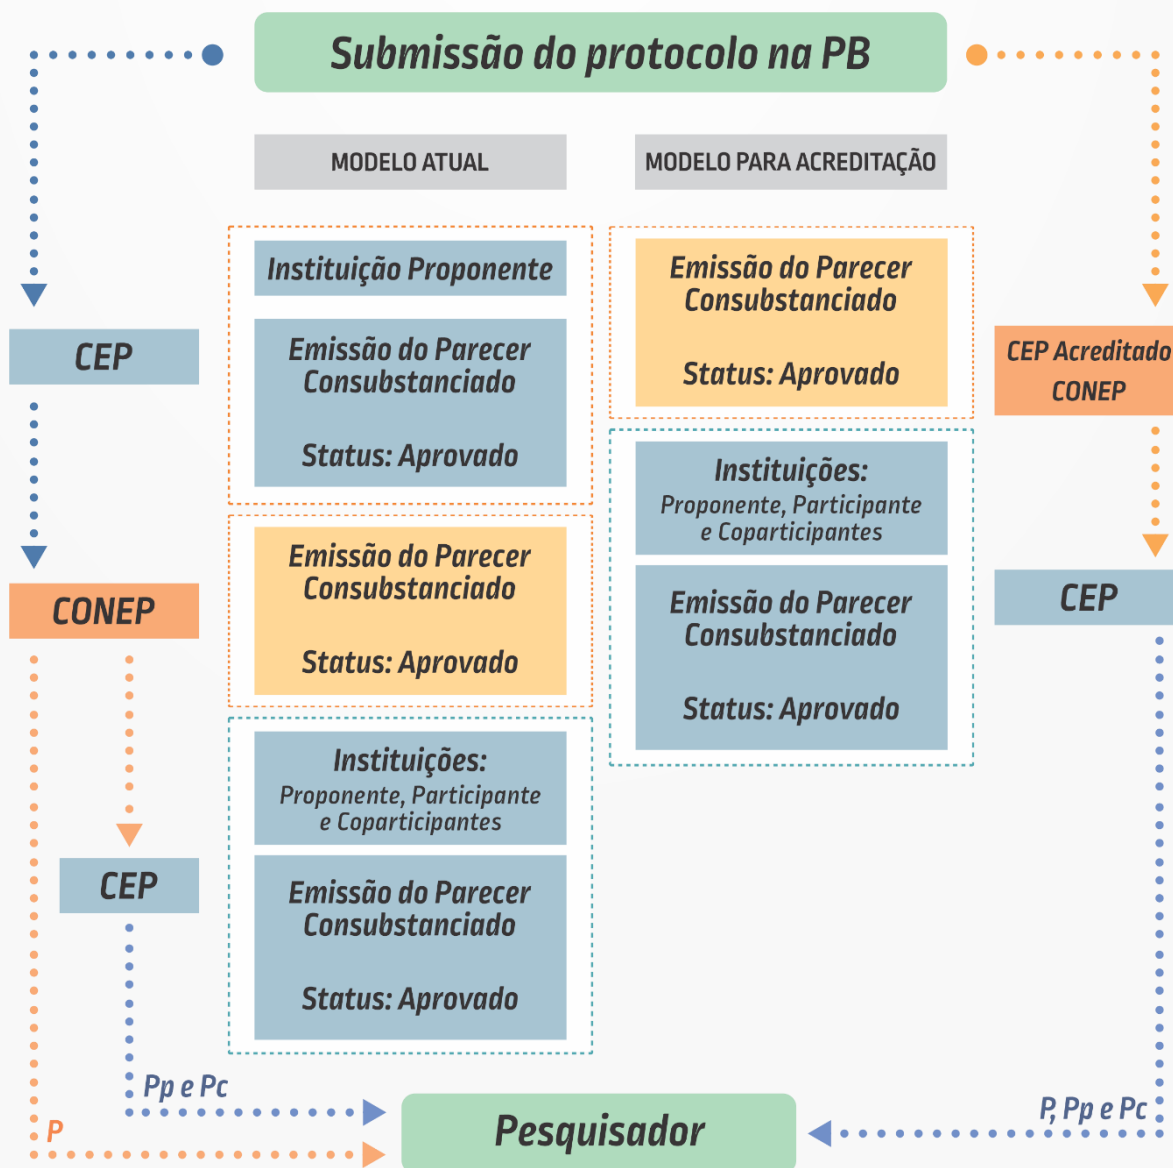 Submissão do protocolo na PB
MODELO ATUAL
MODELO PARA ACREDITAÇÃO
Instituição Proponente
Emissão do Parecer
Consubstanciado
Status: Aprovado
Emissão do Parecer
Consubstanciado
Status: Aprovado
Instituições:
Proponente, Participante
e Coparticipantes
Emissão do Parecer
Consubstanciado
Status: Aprovado
Emissão do Parecer
Consubstanciado
Status: Aprovado
Instituições:
Proponente, Participante
e Coparticipantes
Emissão do Parecer
Consubstanciado
Status: Aprovado
CEP
CONEP
CEP
CEP Acreditado
CONEP
CEP
Pp e Pc
P
P, Pp e Pc
Pesquisador